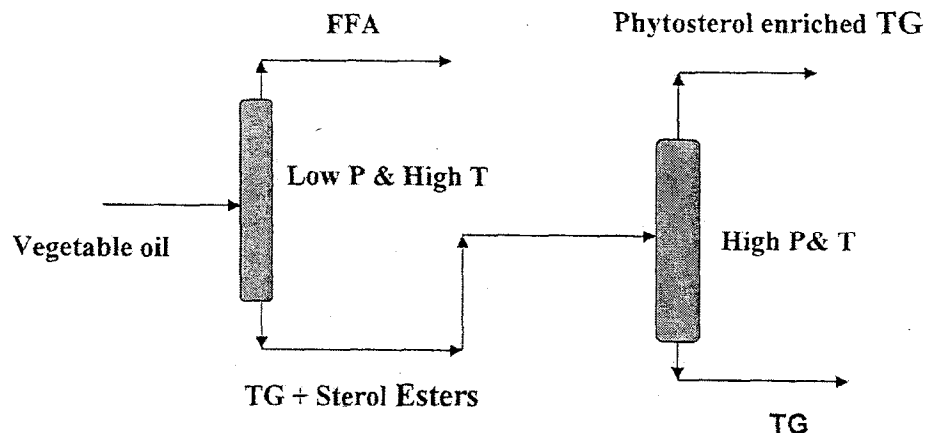 FFA
Phytosterol enriched TG
Low P & High T
Vegetable oil
High P& T
TG + Sterol Esters
TG